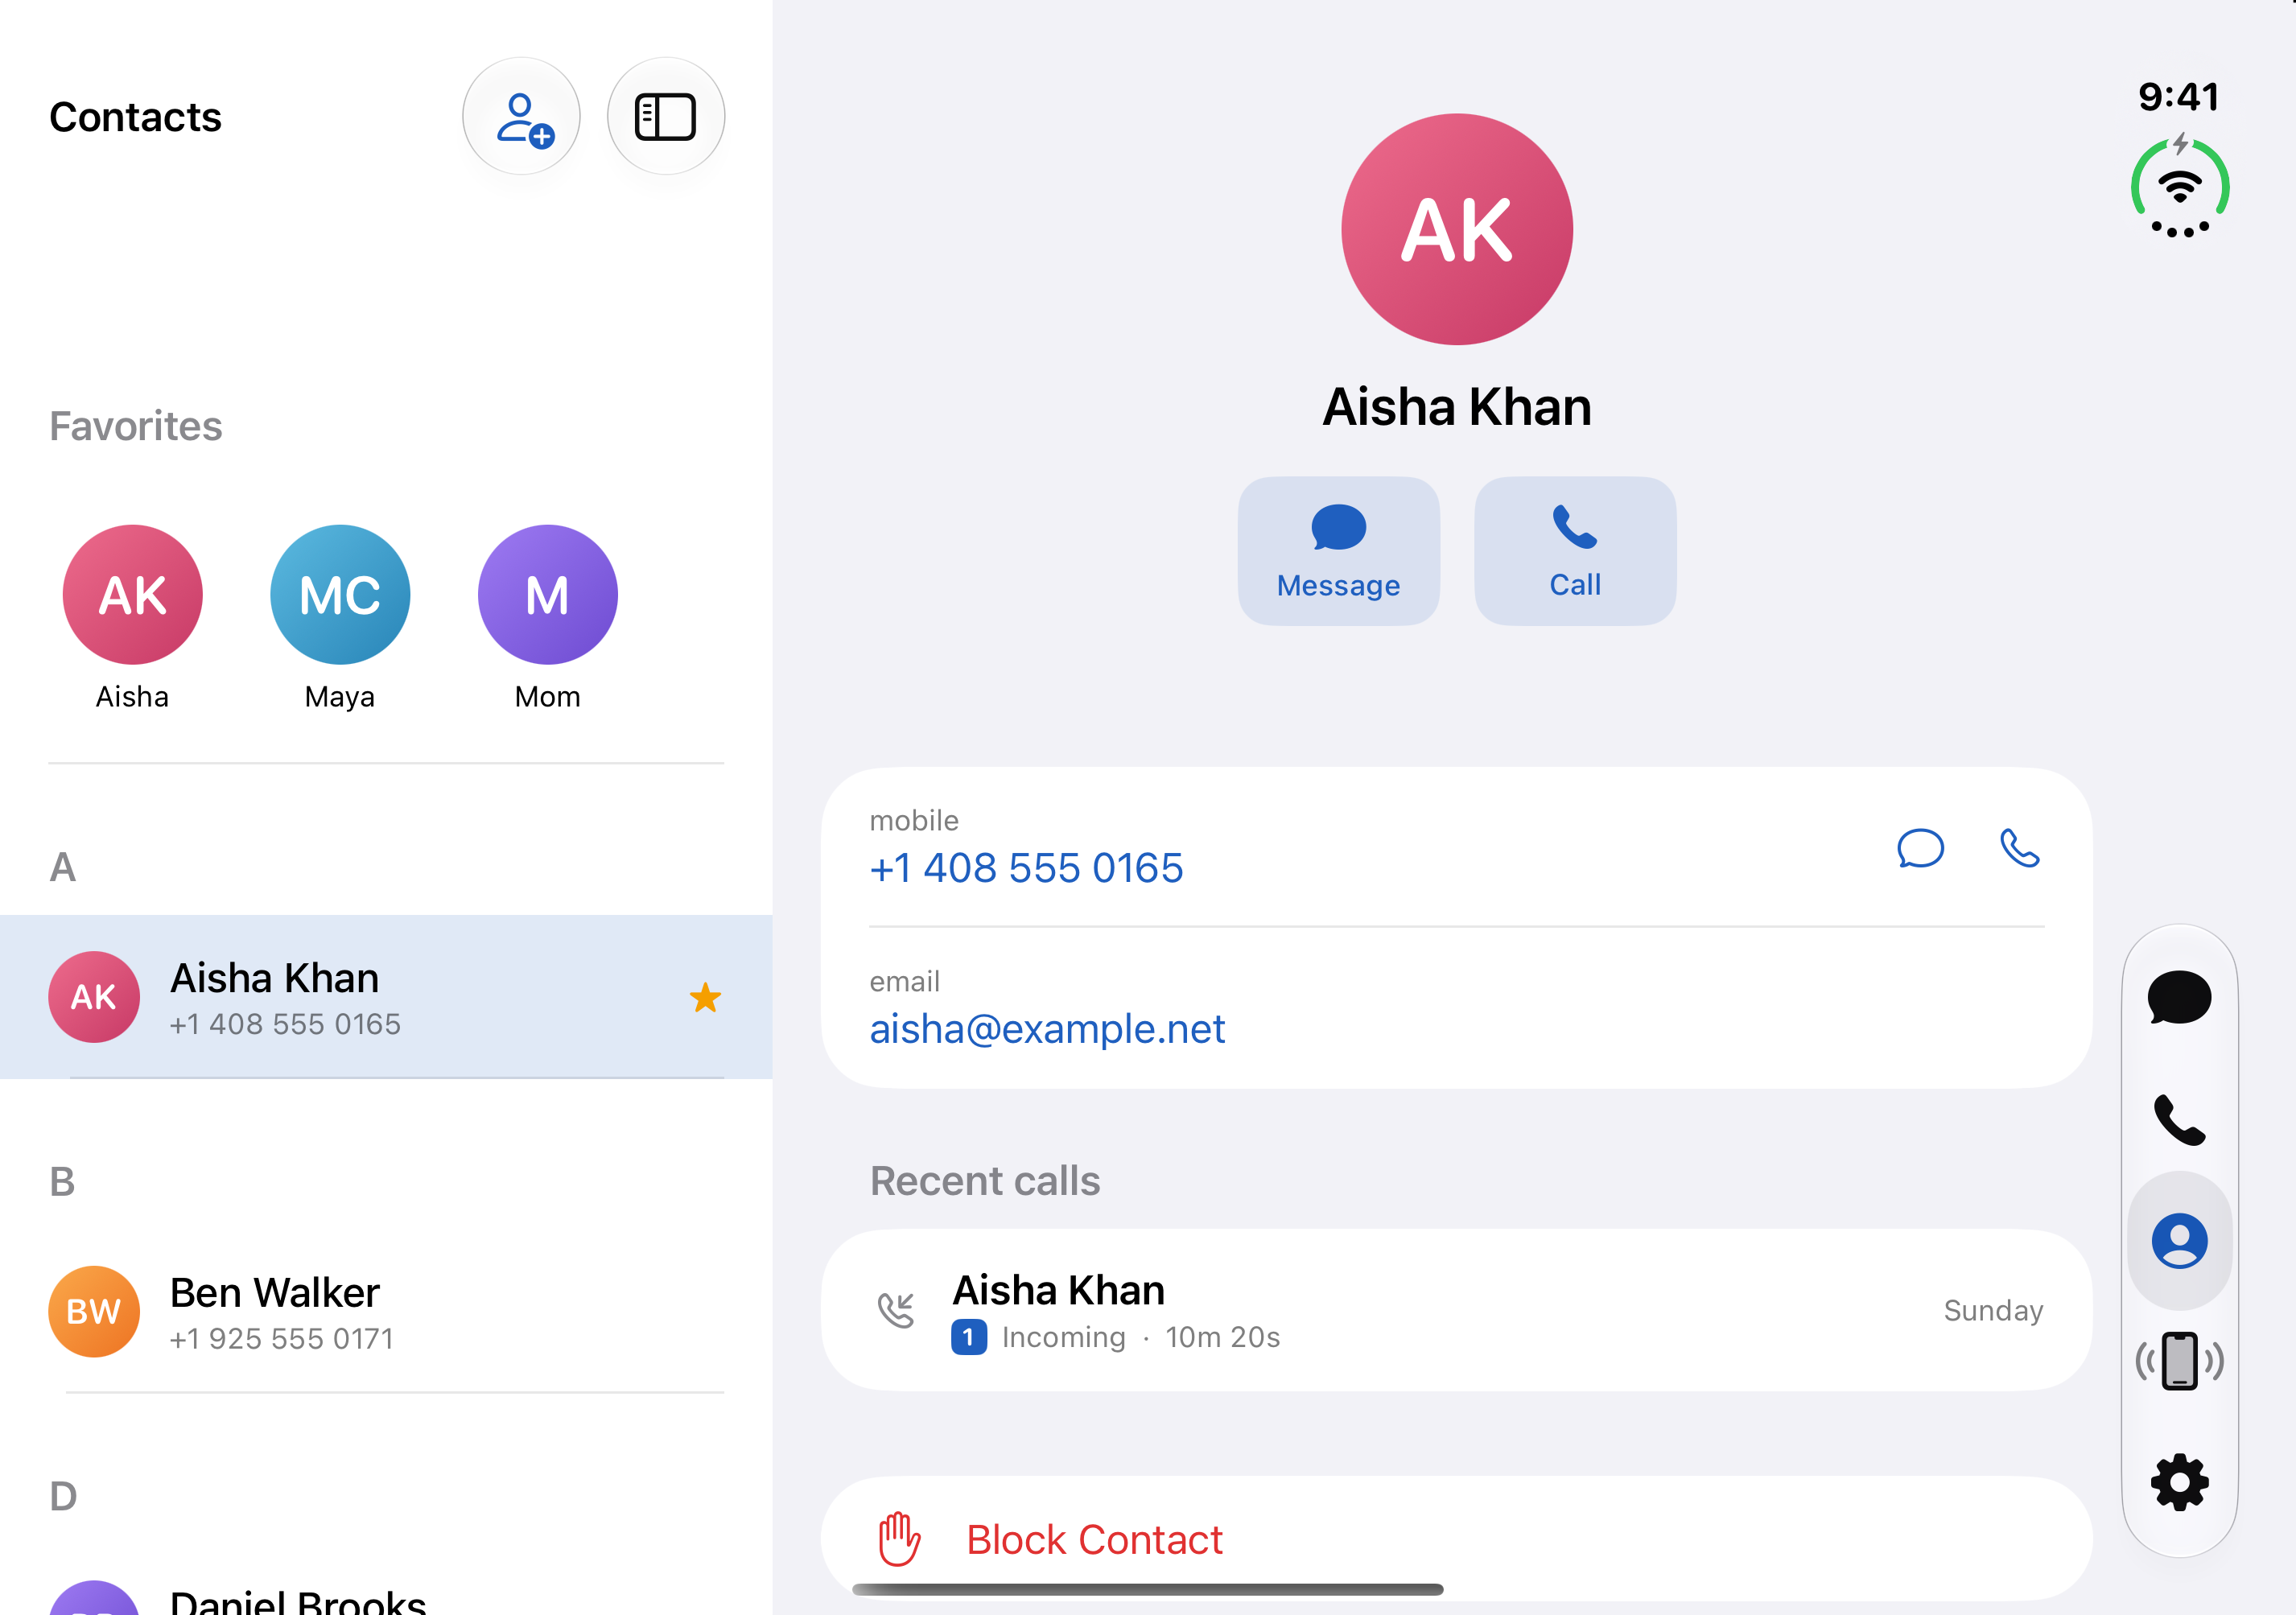 Contacts
Favorites
AK
MC
M
Aisha
Maya
Mom
A
AK
Aisha Khan
+1 408 555 0165
B
BW
Ben Walker
+1 925 555 0171
D
Daniel Brooks
9:41
AK
Aisha Khan
Message
Call
mobile
+1 408 555 0165
email
aisha@example.net
Recent calls
Aisha Khan
1 Incoming · 10m 20s
Sunday
Block Contact